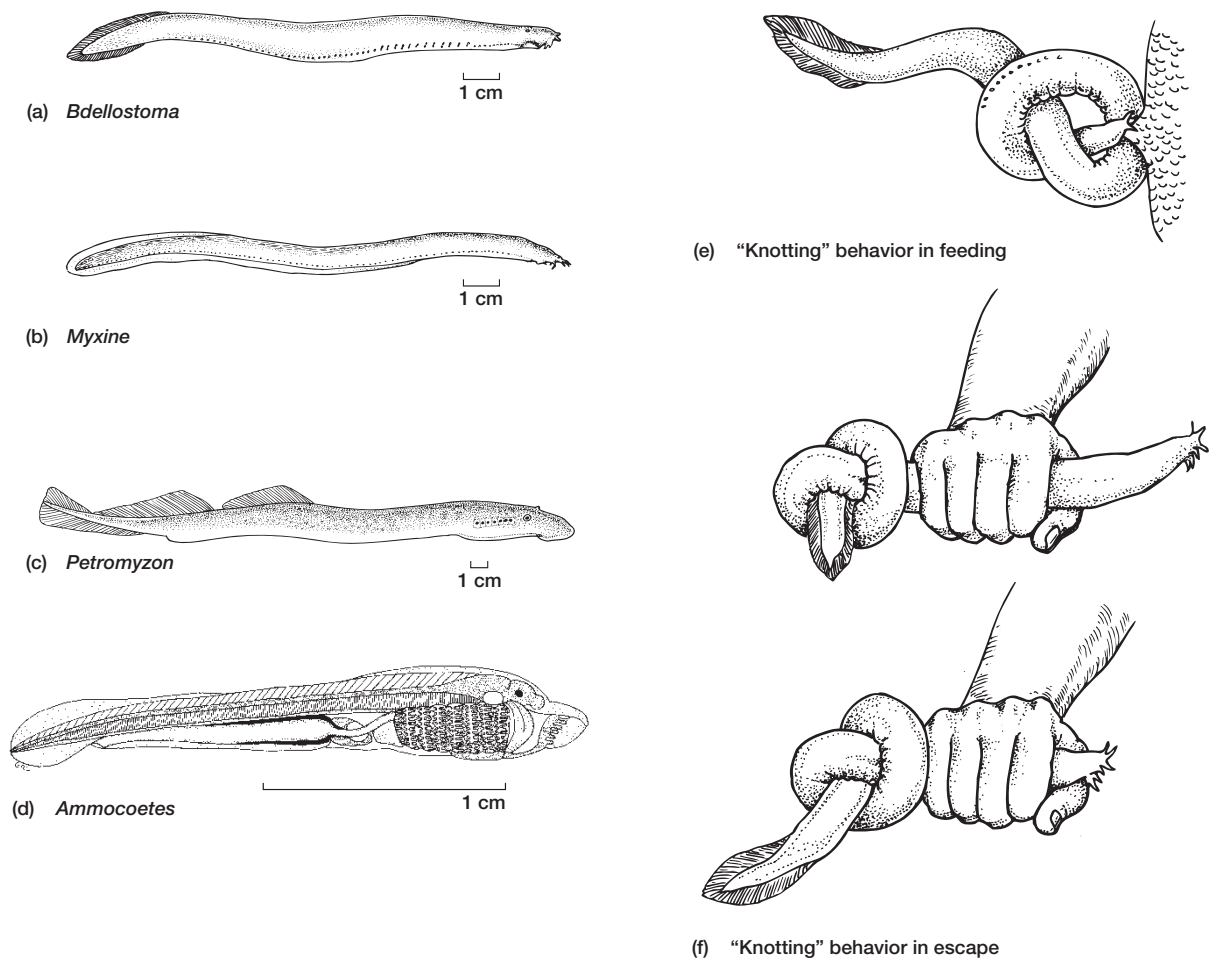 1 cm
(a) Bdellostoma
1 cm
(b) Myxine
1 cm
(c) Petromyzon
1 cm
(d) Ammocoetes
(e) “Knotting” behavior in feeding
(f) “Knotting” behavior in escape